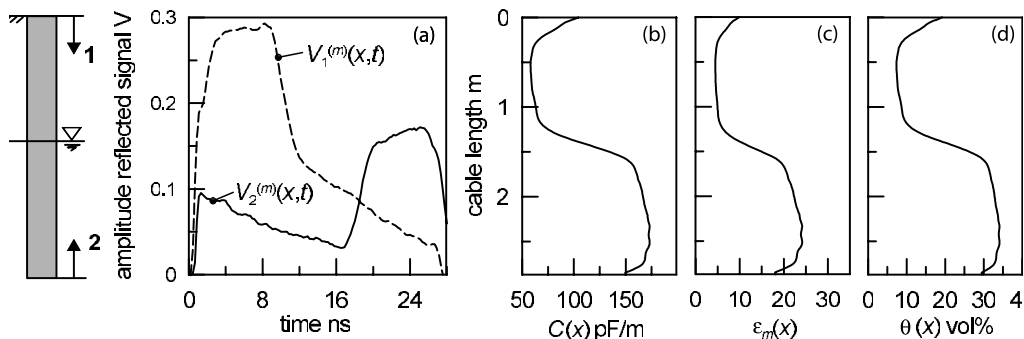 1
2
amplitude reflected signal V
0.3
0.2
0.1
0
(a)
V₁⁽ᵐ⁾(x,t)
V₂⁽ᵐ⁾(x,t)
0 8 16 24
time ns
cable length m
0
1
2
(b)
50 100 150
C(x) pF/m
(c)
0 10 20 30
εₘ(x)
(d)
0 10 20 30 4
θ (x) vol%